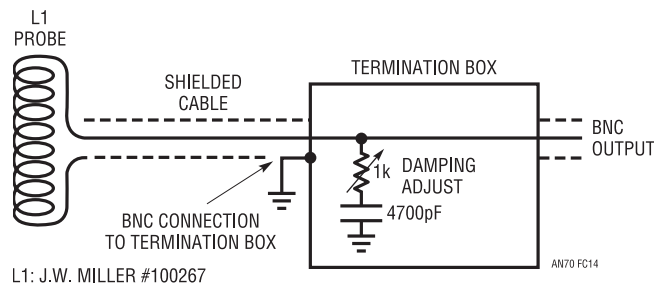 L1
PROBE
SHIELDED
CABLE
TERMINATION BOX
BNC
OUTPUT
1k
DAMPING
ADJUST
4700pF
BNC CONNECTION
TO TERMINATION BOX
AN70 FC14
L1: J.W. MILLER #100267